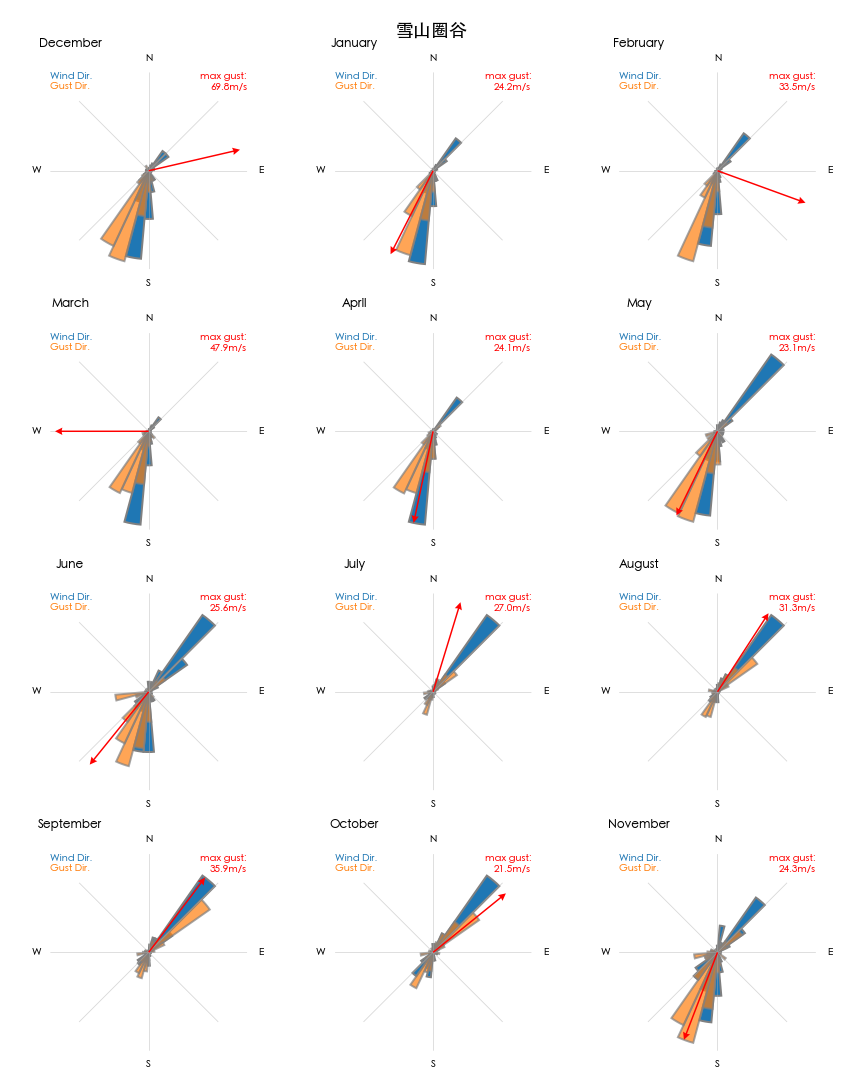 雪山圏谷
December
N
Wind Dir.
Gust Dir.
max gust:
69.8m/s
W
E
S
January
N
Wind Dir.
Gust Dir.
max gust:
24.2m/s
W
E
S
February
N
Wind Dir.
Gust Dir.
max gust:
33.5m/s
W
E
S
March
N
Wind Dir.
Gust Dir.
max gust:
47.9m/s
W
E
S
April
N
Wind Dir.
Gust Dir.
max gust:
24.1m/s
W
E
S
May
N
Wind Dir.
Gust Dir.
max gust:
23.1m/s
W
E
S
June
N
Wind Dir.
Gust Dir.
max gust:
25.6m/s
W
E
S
July
N
Wind Dir.
Gust Dir.
max gust:
27.0m/s
W
E
S
August
N
Wind Dir.
Gust Dir.
max gust:
31.3m/s
W
E
S
September
N
Wind Dir.
Gust Dir.
max gust:
35.9m/s
W
E
S
October
N
Wind Dir.
Gust Dir.
max gust:
21.5m/s
W
E
S
November
N
Wind Dir.
Gust Dir.
max gust:
24.3m/s
W
E
S